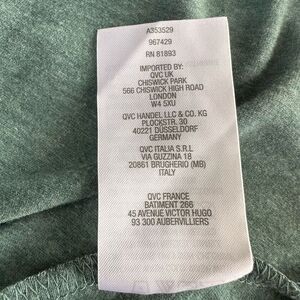 A353529
967429
RN 81893
IMPORTED BY:
QVC UK
CHISWICK PARK
566 CHISWICK HIGH ROAD
LONDON
W4 5XU
QVC HANDEL LLC & CO. KG
PLOCKSTR. 30
40221 DUSSELDORF
GERMANY
QVC ITALIA S.R.L
VIA GUZZINA 18
20861 BRUGHERIO (MB)
ITALY
QVC FRANCE
BATIMENT 266
45 AVENUE VICTOR HUGO
93 300 AUBERVILLIERS